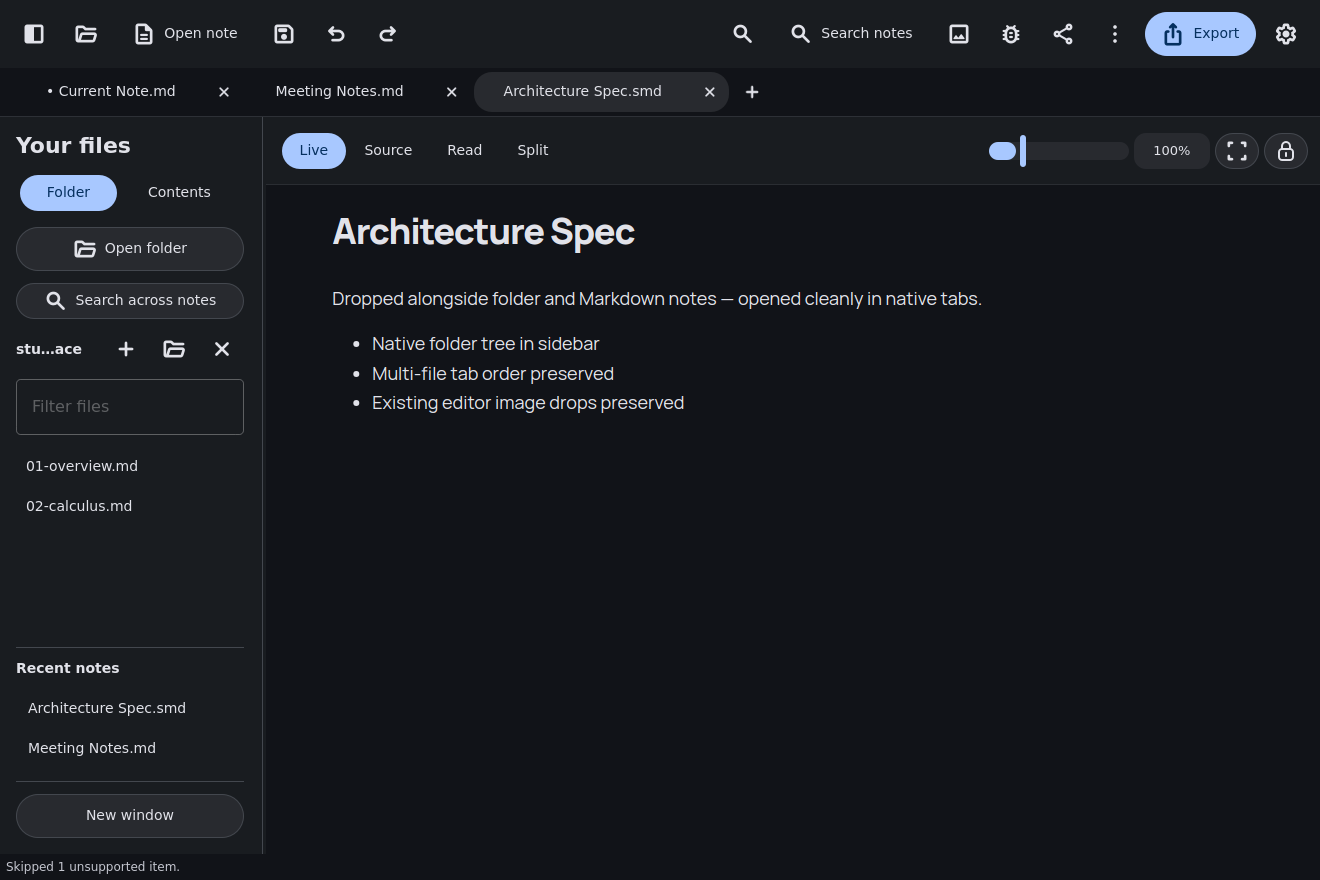 Open note
Search notes
Export
• Current Note.md
Meeting Notes.md
Architecture Spec.smd
Your files
Folder
Contents
Open folder
Search across notes
stu...ace
Filter files
01-overview.md
02-calculus.md
Recent notes
Architecture Spec.smd
Meeting Notes.md
New window
Skipped 1 unsupported item.
Live
Source
Read
Split
100%
Architecture Spec
Dropped alongside folder and Markdown notes — opened cleanly in native tabs.
• Native folder tree in sidebar
• Multi-file tab order preserved
• Existing editor image drops preserved